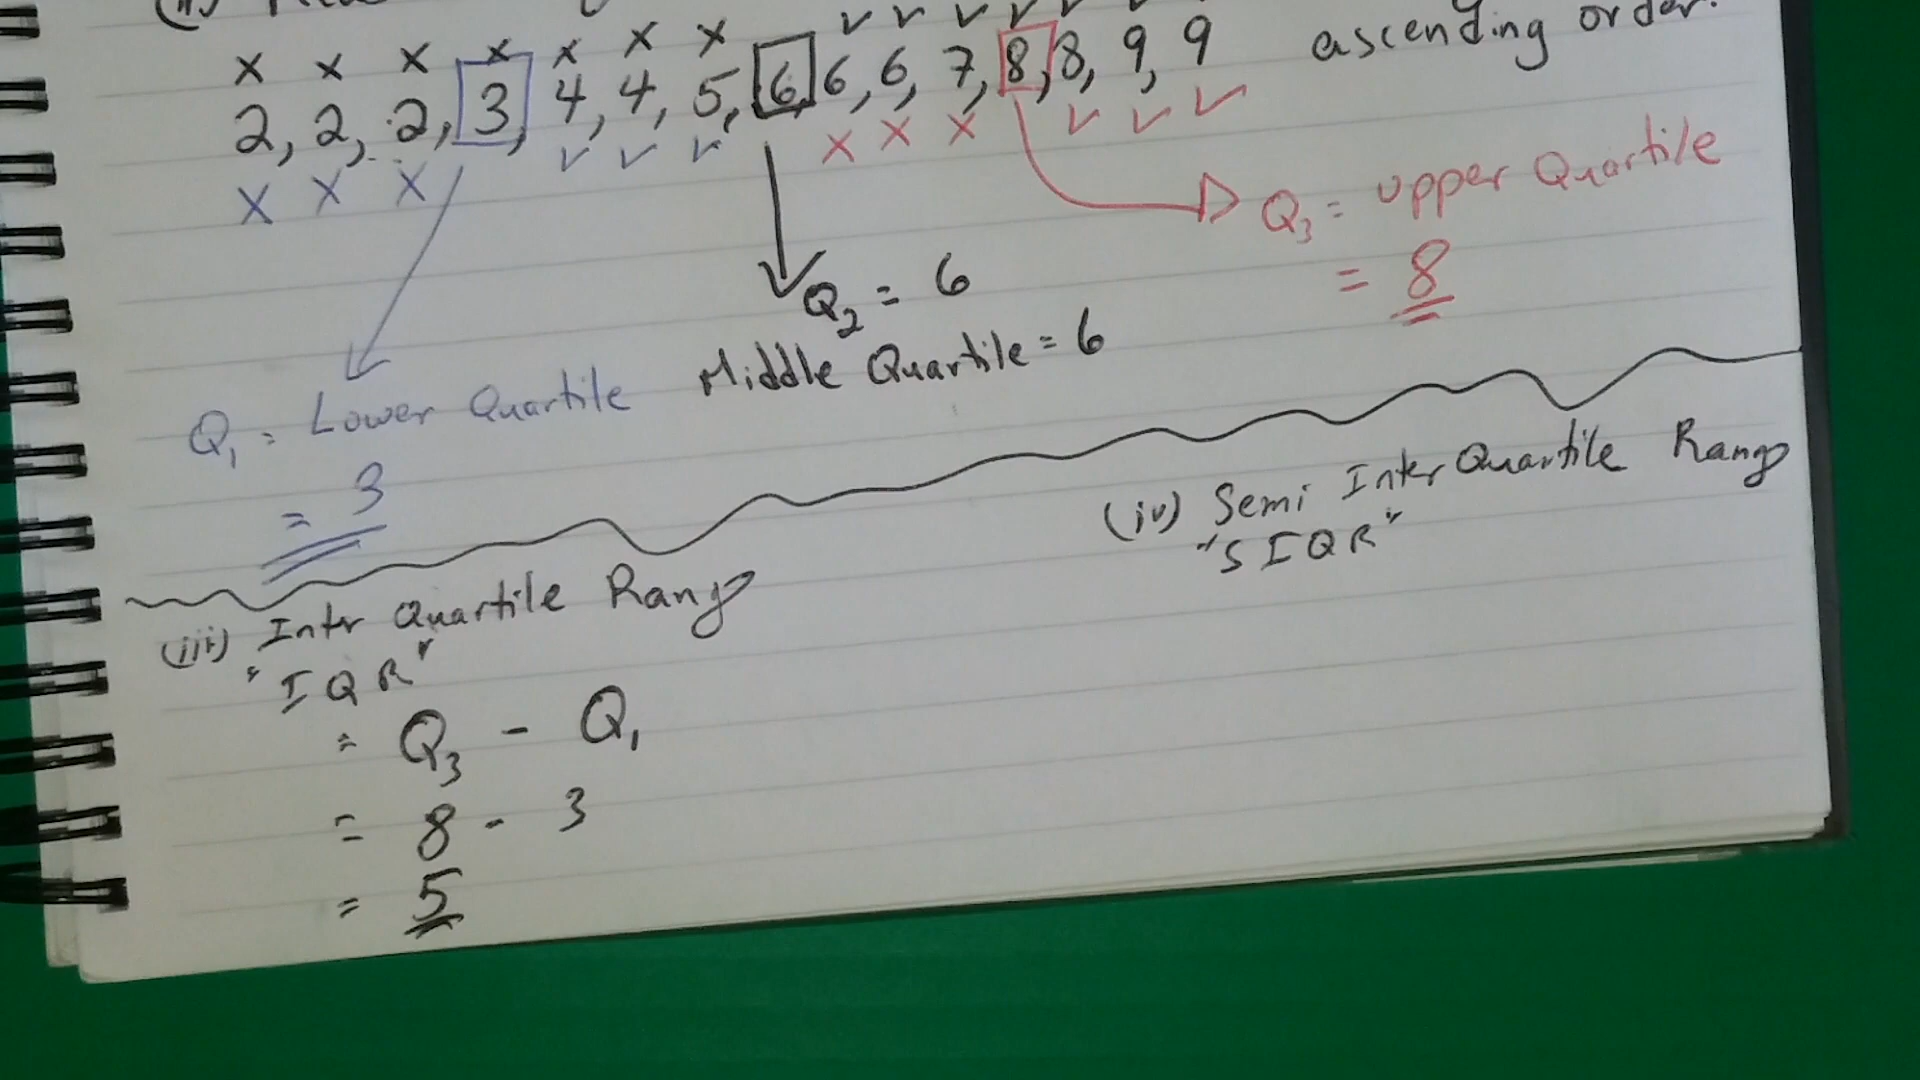 (ii)
x x x x x x x ✓ ✓ ✓ ✓ ✓ ✓
2, 2, 2, 3, 4, 4, 5, 6, 6, 6, 7, 8, 8, 9, 9 ascending order.
x x x ✓ ✓ ✓ x x x ✓ ✓ ✓
Q3 = Upper Quartile
= 8
Q2 = 6
Middle Quartile = 6
Q1 = Lower Quartile
= 3
(iii) Inter Quartile Range
"IQR"
= Q3 - Q1
= 8 - 3
= 5
(iv) Semi Inter Quartile Range
"SIQR"